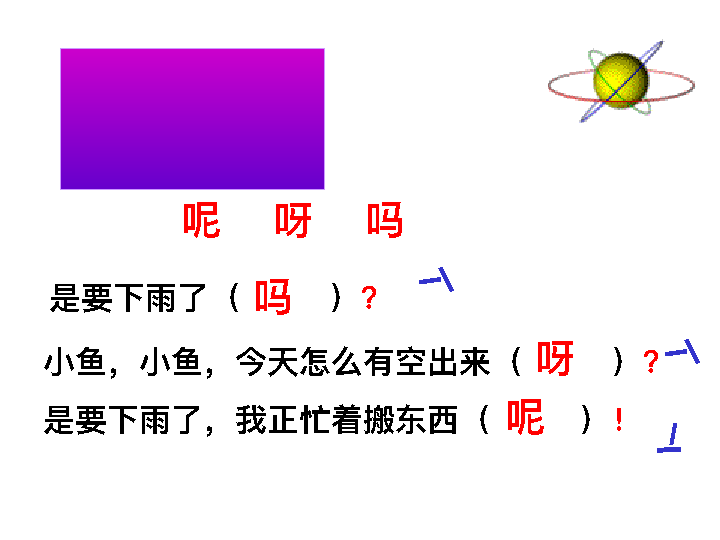 呢 呀 吗
是要下雨了（吗 ）？
小鱼，小鱼，今天怎么有空出来（呀 ）？
是要下雨了，我正忙着搬东西（呢 ）！